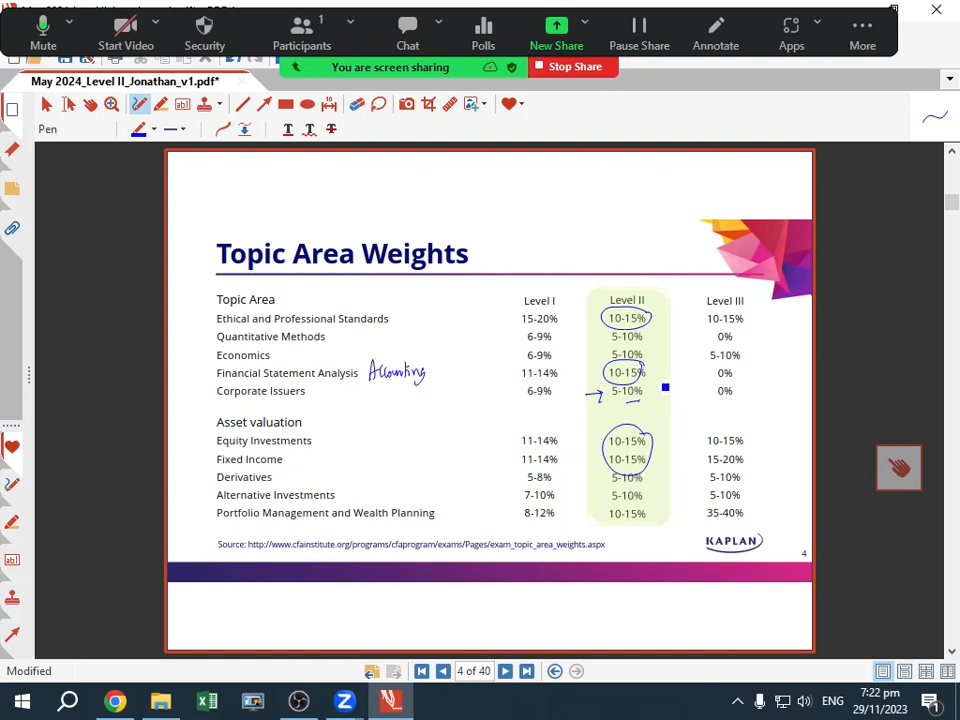 Mute
Start Video
Security
Participants
1
Chat
Polls
New Share
Pause Share
Annotate
Apps
More
You are screen sharing
Stop Share
May 2024_Level II_Jonathan_v1.pdf*
Pen
Topic Area Weights
Topic Area Level I Level II Level III
Ethical and Professional Standards 15-20% 10-15% 10-15%
Quantitative Methods 6-9% 5-10% 0%
Economics 6-9% 5-10% 5-10%
Financial Statement Analysis Accounting 11-14% 10-15% 0%
Corporate Issuers 6-9% 5-10% 0%
Asset valuation
Equity Investments 11-14% 10-15% 10-15%
Fixed Income 11-14% 10-15% 15-20%
Derivatives 5-8% 5-10% 5-10%
Alternative Investments 7-10% 5-10% 5-10%
Portfolio Management and Wealth Planning 8-12% 10-15% 35-40%
Source: http://www.cfainstitute.org/programs/cfaprogram/exams/Pages/exam_topic_area_weights.aspx
KAPLAN
4
Modified
4 of 40
ENG
7:22 pm
29/11/2023
1